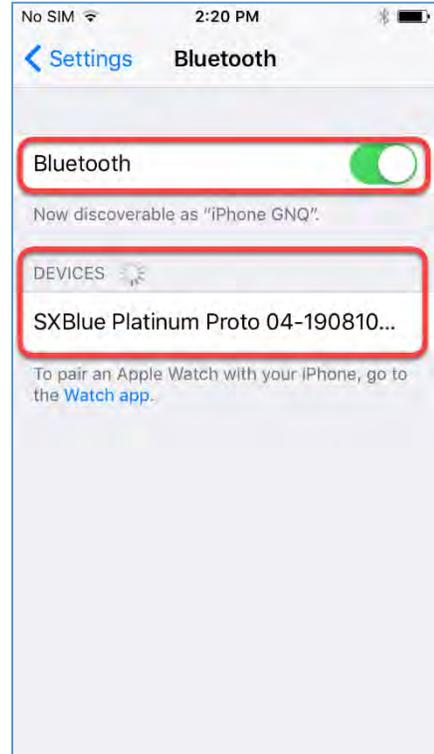 No SIM 2:20 PM
Settings Bluetooth
Bluetooth
Now discoverable as "iPhone GNQ".
DEVICES
SXBlue Platinum Proto 04-190810...
To pair an Apple Watch with your iPhone, go to
the Watch app.